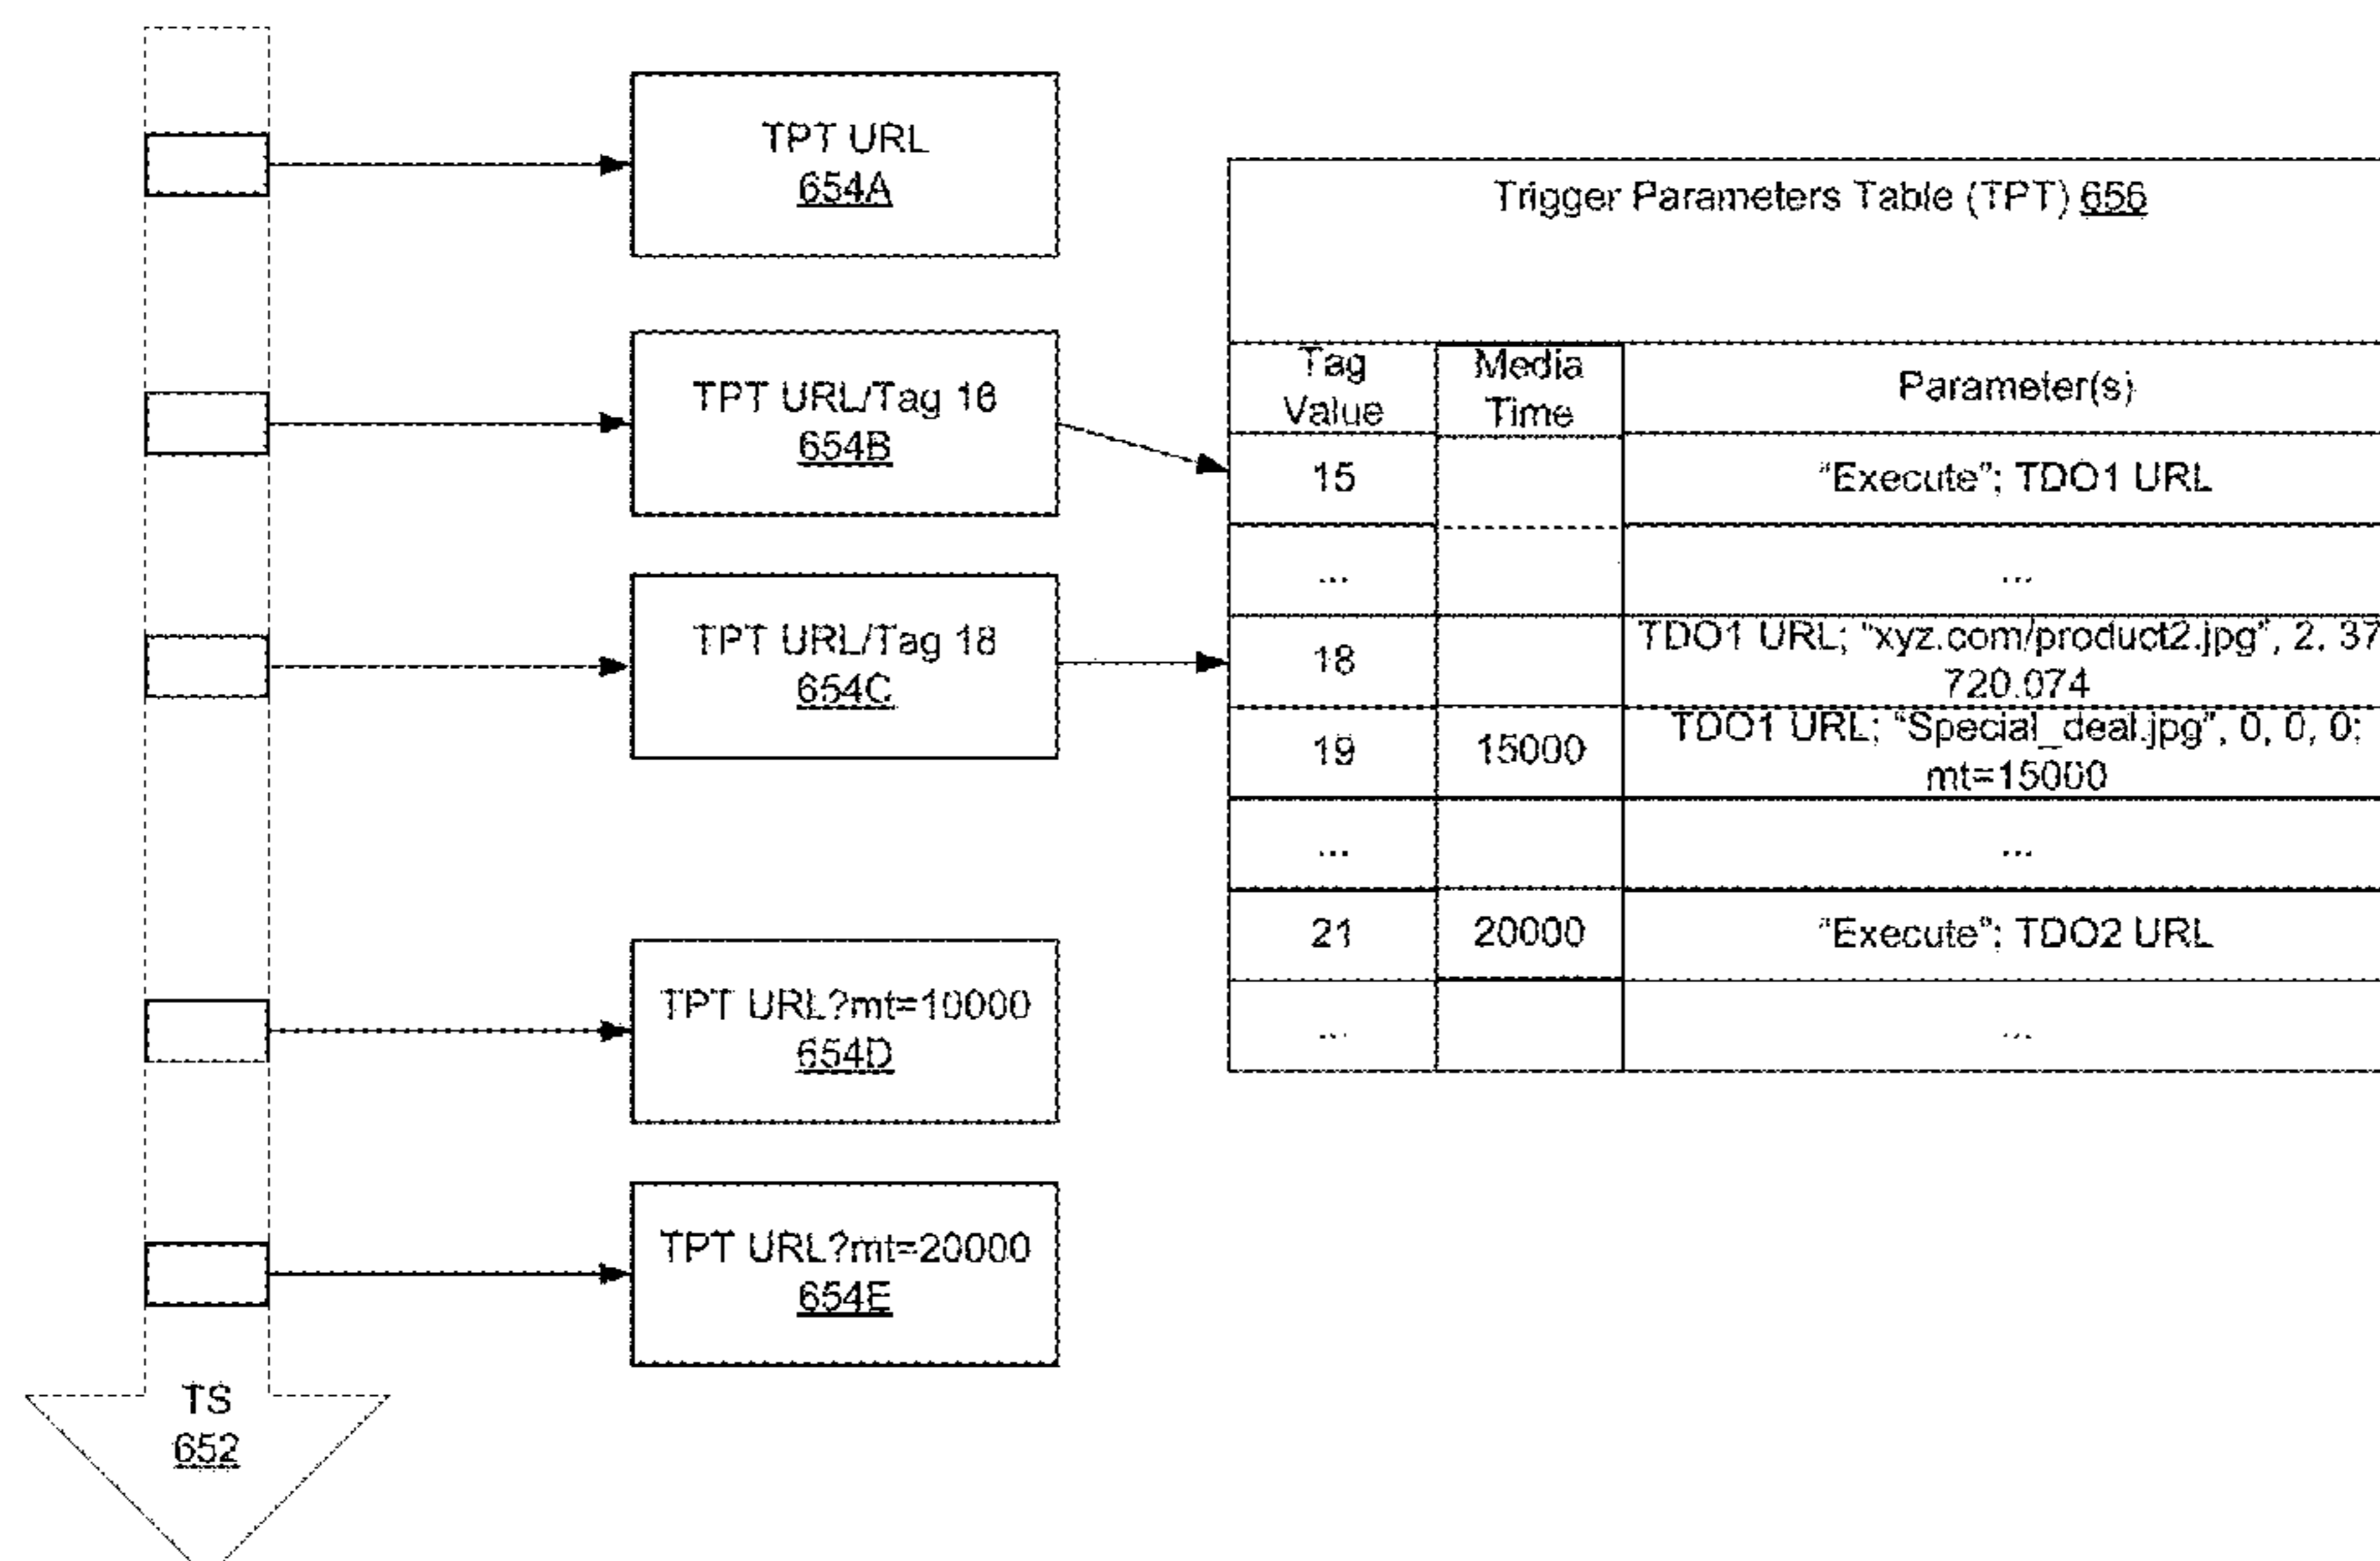 TPT URL
654A
TPT URL/Tag 16
654B
TPT URL/Tag 18
654C
TPT URL?mt=10000
654D
TPT URL?mt=20000
654E
TS
652
Trigger Parameters Table (TPT) 656
Tag
Value
Media
Time
Parameter(s)
15
"Execute"; TDO1 URL
...
...
18
TDO1 URL; "xyz.com/product2.jpg", 2, 37
720.074
19
15000
TDO1 URL; "Special_deal.jpg", 0, 0, 0;
mt=15000
...
...
21
20000
"Execute"; TDO2 URL
...
...